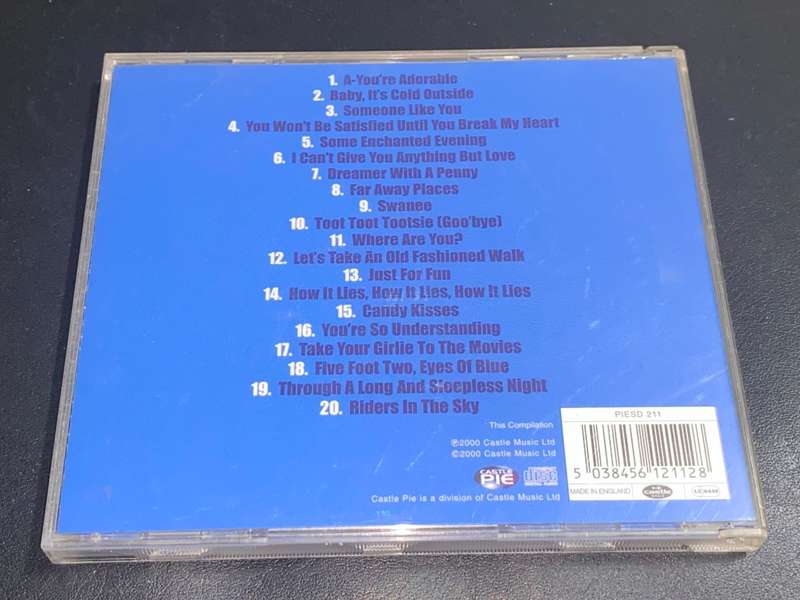 1. A-You're Adorable
2. Baby, It's Cold Outside
3. Someone Like You
4. You Won't Be Satisfied Until You Break My Heart
5. Some Enchanted Evening
6. I Can't Give You Anything But Love
7. Dreamer With A Penny
8. Far Away Places
9. Swanee
10. Toot Toot Tootsie (Goo'bye)
11. Where Are You?
12. Let's Take An Old Fashioned Walk
13. Just For Fun
14. How It Lies, How It Lies, How It Lies
15. Candy Kisses
16. You're So Understanding
17. Take Your Girlie To The Movies
18. Five Foot Two, Eyes Of Blue
19. Through A Long And Sleepless Night
20. Riders In The Sky
This Compilation
℗2000 Castle Music Ltd
©2000 Castle Music Ltd
CASTLE PIE
disc
Castle Pie is a division of Castle Music Ltd
PIESD 211
5 038456 121128
MADE IN ENGLAND
Castle